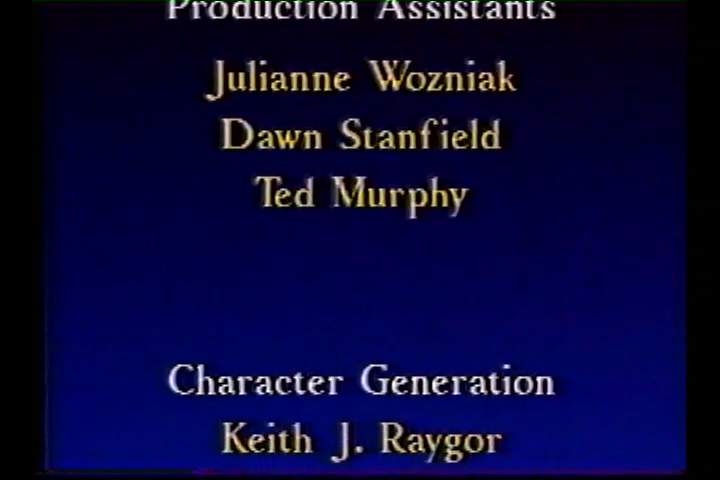 Production Assistants
Julianne Wozniak
Dawn Stanfield
Ted Murphy
Character Generation
Keith J. Raygor